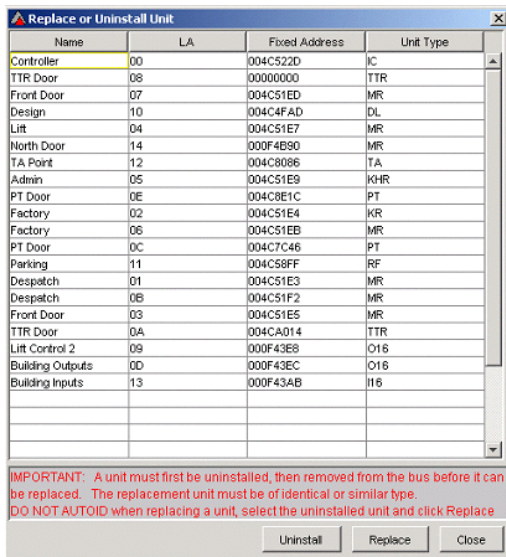 Replace or Uninstall Unit
Name LA Fixed Address Unit Type
Controller 00 004C522D IC
TTR Door 08 00000000 TTR
Front Door 07 004C51ED MR
Design 10 004C4FAD DL
Lift 04 004C51E7 MR
North Door 14 000F4B90 MR
TA Point 12 004C8086 TA
Admin 05 004C51E9 KHR
PT Door 0E 004C8E1C PT
Factory 02 004C51E4 KR
Factory 06 004C51EB MR
PT Door 0C 004C7C46 PT
Parking 11 004C58FF RF
Despatch 01 004C51E3 MR
Despatch 0B 004C51F2 MR
Front Door 03 004C51E5 MR
TTR Door 0A 004CA014 TTR
Lift Control 2 09 000F43E8 O16
Building Outputs 0D 000F43EC O16
Building Inputs 13 000F43AB I16
IMPORTANT: A unit must first be uninstalled, then removed from the bus before it can
be replaced. The replacement unit must be of identical or similar type.
DO NOT AUTOID when replacing a unit, select the uninstalled unit and click Replace
Uninstall Replace Close